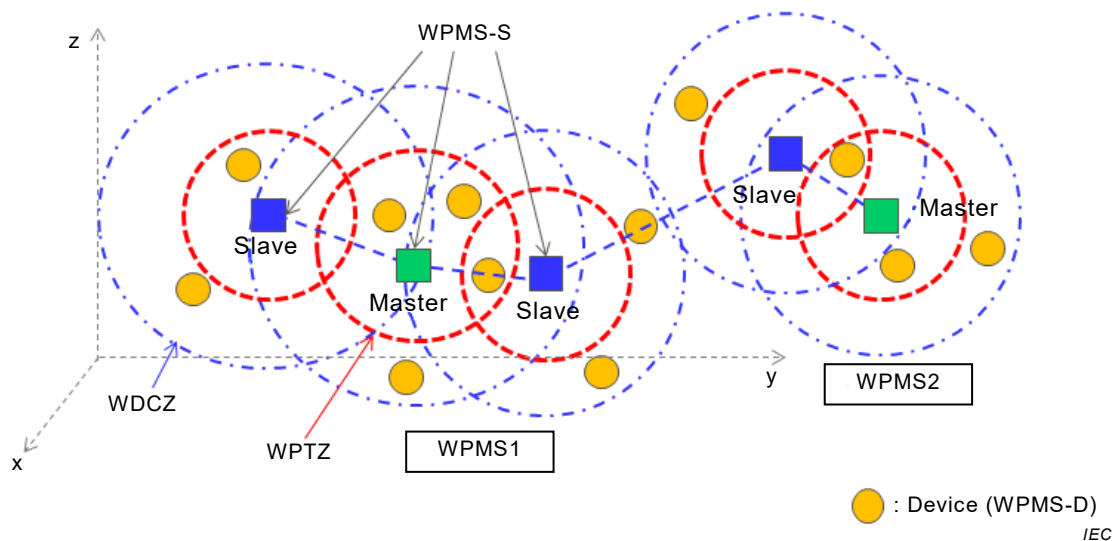 z
WPMS-S
Slave
Master
Slave
Slave
Master
WDCZ
WPTZ
WPMS1
WPMS2
y
x
: Device (WPMS-D)
IEC